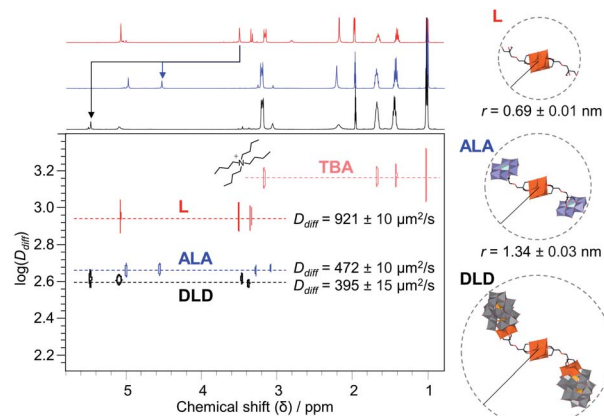 L
r = 0.69 ± 0.01 nm
ALA
r = 1.34 ± 0.03 nm
DLD
log(D_diff)
3.2
3.0
2.8
2.6
2.4
2.2
N
+
TBA
L
D_diff = 921 ± 10 µm²/s
ALA
D_diff = 472 ± 10 µm²/s
DLD
D_diff = 395 ± 15 µm²/s
5 4 3 2 1
Chemical shift (δ) / ppm